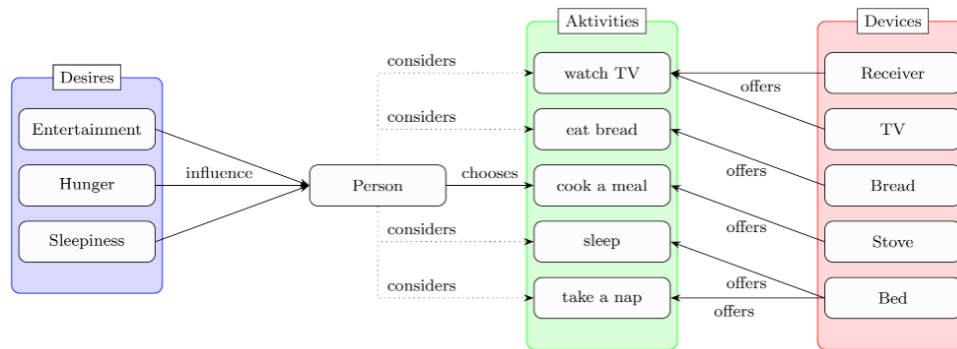 Desires
Entertainment
Hunger
Sleepiness
influence
Person
considers
considers
chooses
considers
considers
Aktivities
watch TV
eat bread
cook a meal
sleep
take a nap
offers
offers
offers
offers
offers
Devices
Receiver
TV
Bread
Stove
Bed